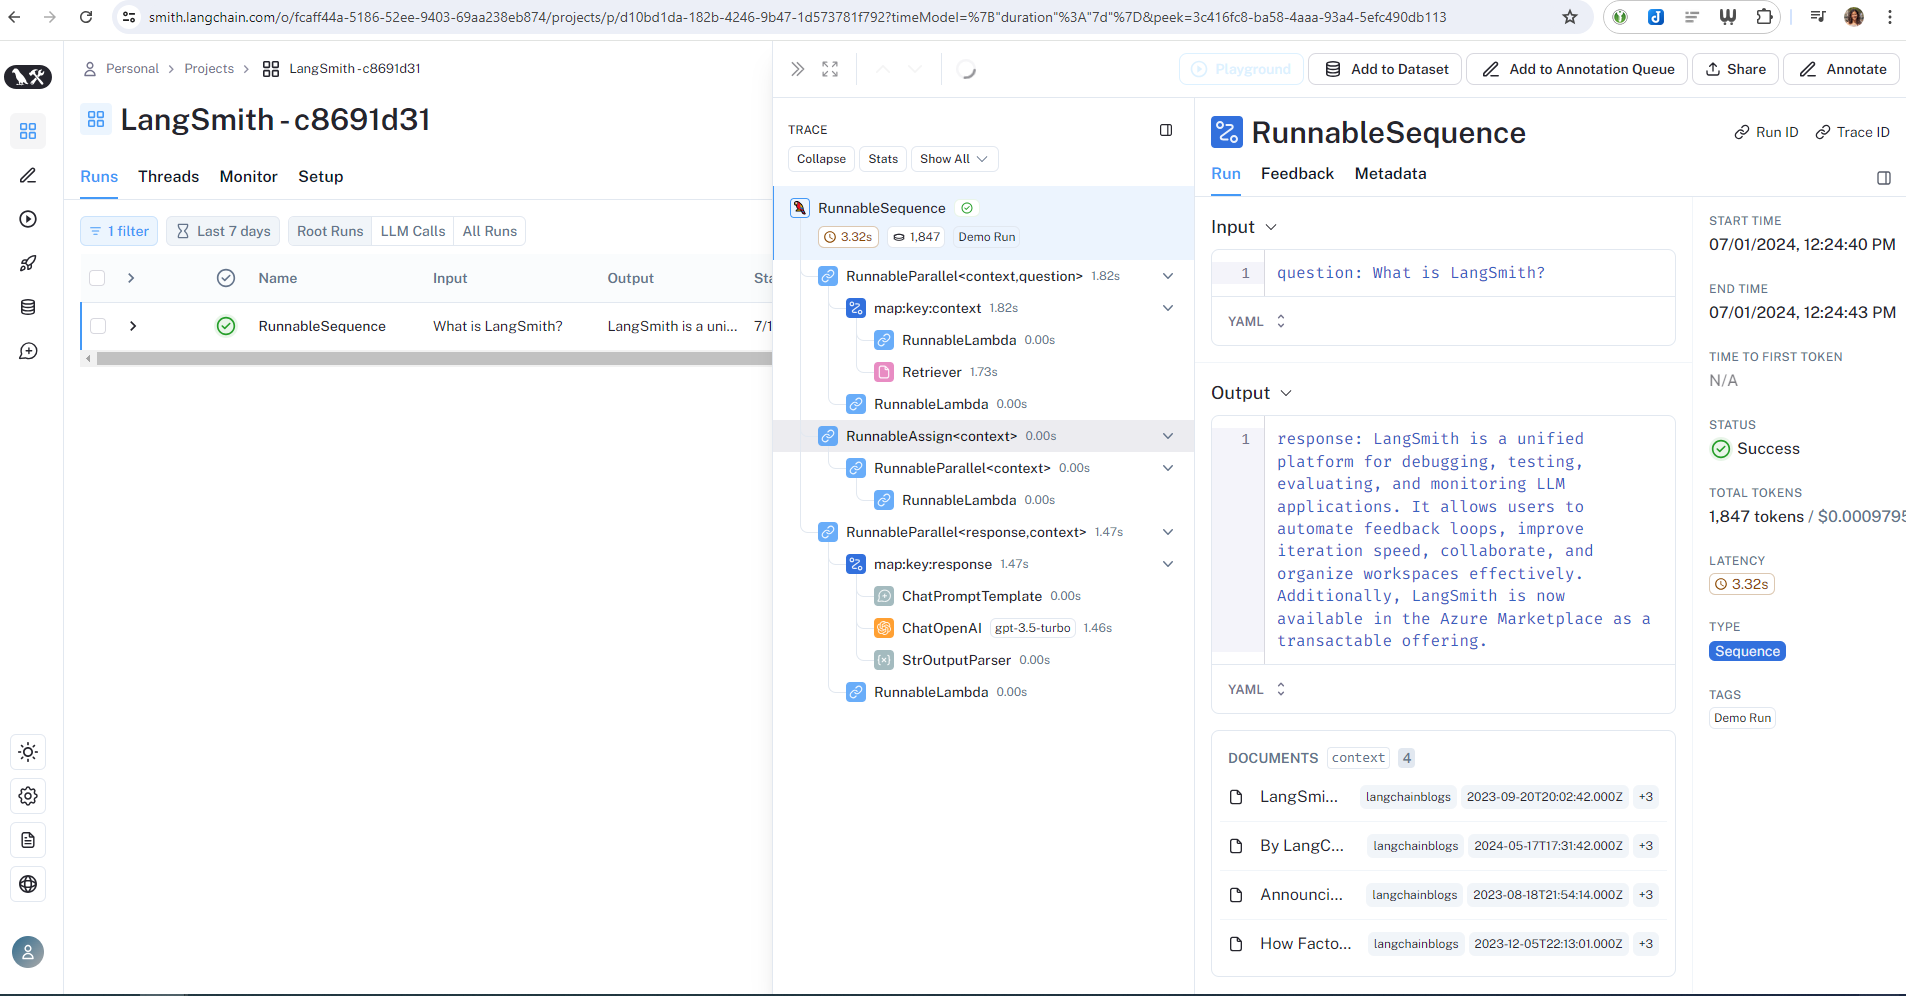 smith.langchain.com/o/fcaff44a-5186-52ee-9403-69aa238eb874/projects/p/d10bd1da-182b-4246-9b47-1d573781f792?timeModel=%7B"duration"%3A"7d"%7D&peek=3c416fc8-ba58-4aaa-93a4-5efc490db113
Personal > Projects > LangSmith - c8691d31
LangSmith - c8691d31
Runs Threads Monitor Setup
1 filter Last 7 days Root Runs LLM Calls All Runs
Name Input Output Sta
RunnableSequence What is LangSmith? LangSmith is a uni... 7/1
Playground Add to Dataset Add to Annotation Queue Share Annotate
TRACE
Collapse Stats Show All
RunnableSequence
3.32s 1,847 Demo Run
RunnableParallel<context,question> 1.82s
map:key:context 1.82s
RunnableLambda 0.00s
Retriever 1.73s
RunnableLambda 0.00s
RunnableAssign<context> 0.00s
RunnableParallel<context> 0.00s
RunnableLambda 0.00s
RunnableParallel<response,context> 1.47s
map:key:response 1.47s
ChatPromptTemplate 0.00s
ChatOpenAI gpt-3.5-turbo 1.46s
StrOutputParser 0.00s
RunnableLambda 0.00s
RunnableSequence Run ID Trace ID
Run Feedback Metadata
Input
1 question: What is LangSmith?
YAML
Output
1 response: LangSmith is a unified
platform for debugging, testing,
evaluating, and monitoring LLM
applications. It allows users to
automate feedback loops, improve
iteration speed, collaborate, and
organize workspaces effectively.
Additionally, LangSmith is now
available in the Azure Marketplace as a
transactable offering.
YAML
DOCUMENTS context 4
LangSmi... langchainblogs 2023-09-20T20:02:42.000Z +3
By LangC... langchainblogs 2024-05-17T17:31:42.000Z +3
Announci... langchainblogs 2023-08-18T21:54:14.000Z +3
How Facto... langchainblogs 2023-12-05T22:13:01.000Z +3
START TIME
07/01/2024, 12:24:40 PM
END TIME
07/01/2024, 12:24:43 PM
TIME TO FIRST TOKEN
N/A
STATUS
Success
TOTAL TOKENS
1,847 tokens / $0.0009795
LATENCY
3.32s
TYPE
Sequence
TAGS
Demo Run